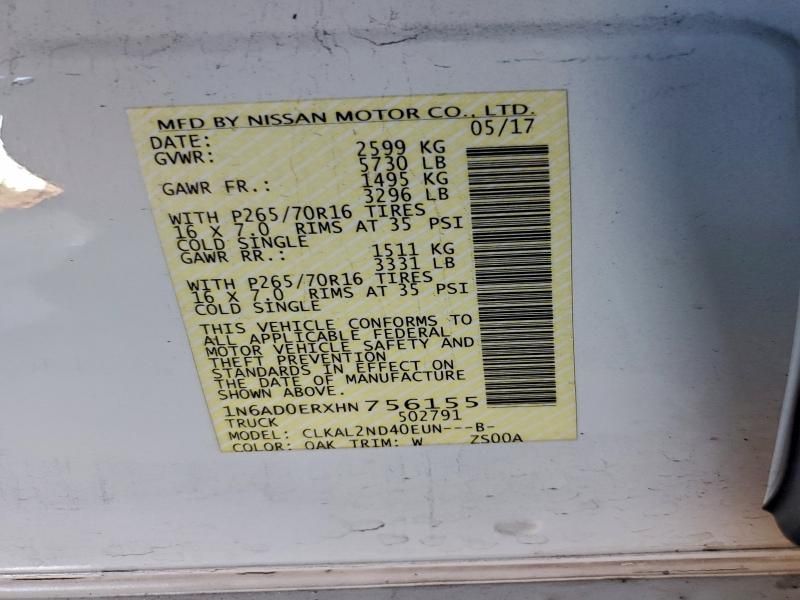 MFD BY NISSAN MOTOR CO., LTD.
DATE: 05/17
GVWR: 2599 KG
5730 LB
GAWR FR.: 1495 KG
3296 LB
WITH P265/70R16 TIRES
16 X 7.0 RIMS AT 35 PSI
COLD SINGLE
GAWR RR.: 1511 KG
3331 LB
WITH P265/70R16 TIRES
16 X 7.0 RIMS AT 35 PSI
COLD SINGLE
THIS VEHICLE CONFORMS TO
ALL APPLICABLE FEDERAL
MOTOR VEHICLE SAFETY AND
THEFT PREVENTION
STANDARDS IN EFFECT ON
THE DATE OF MANUFACTURE
SHOWN ABOVE.
1N6AD0ERXHN 756155
TRUCK 502791
MODEL: CLKAL2ND40EUN---B-
COLOR: QAK TRIM: W ZS00A